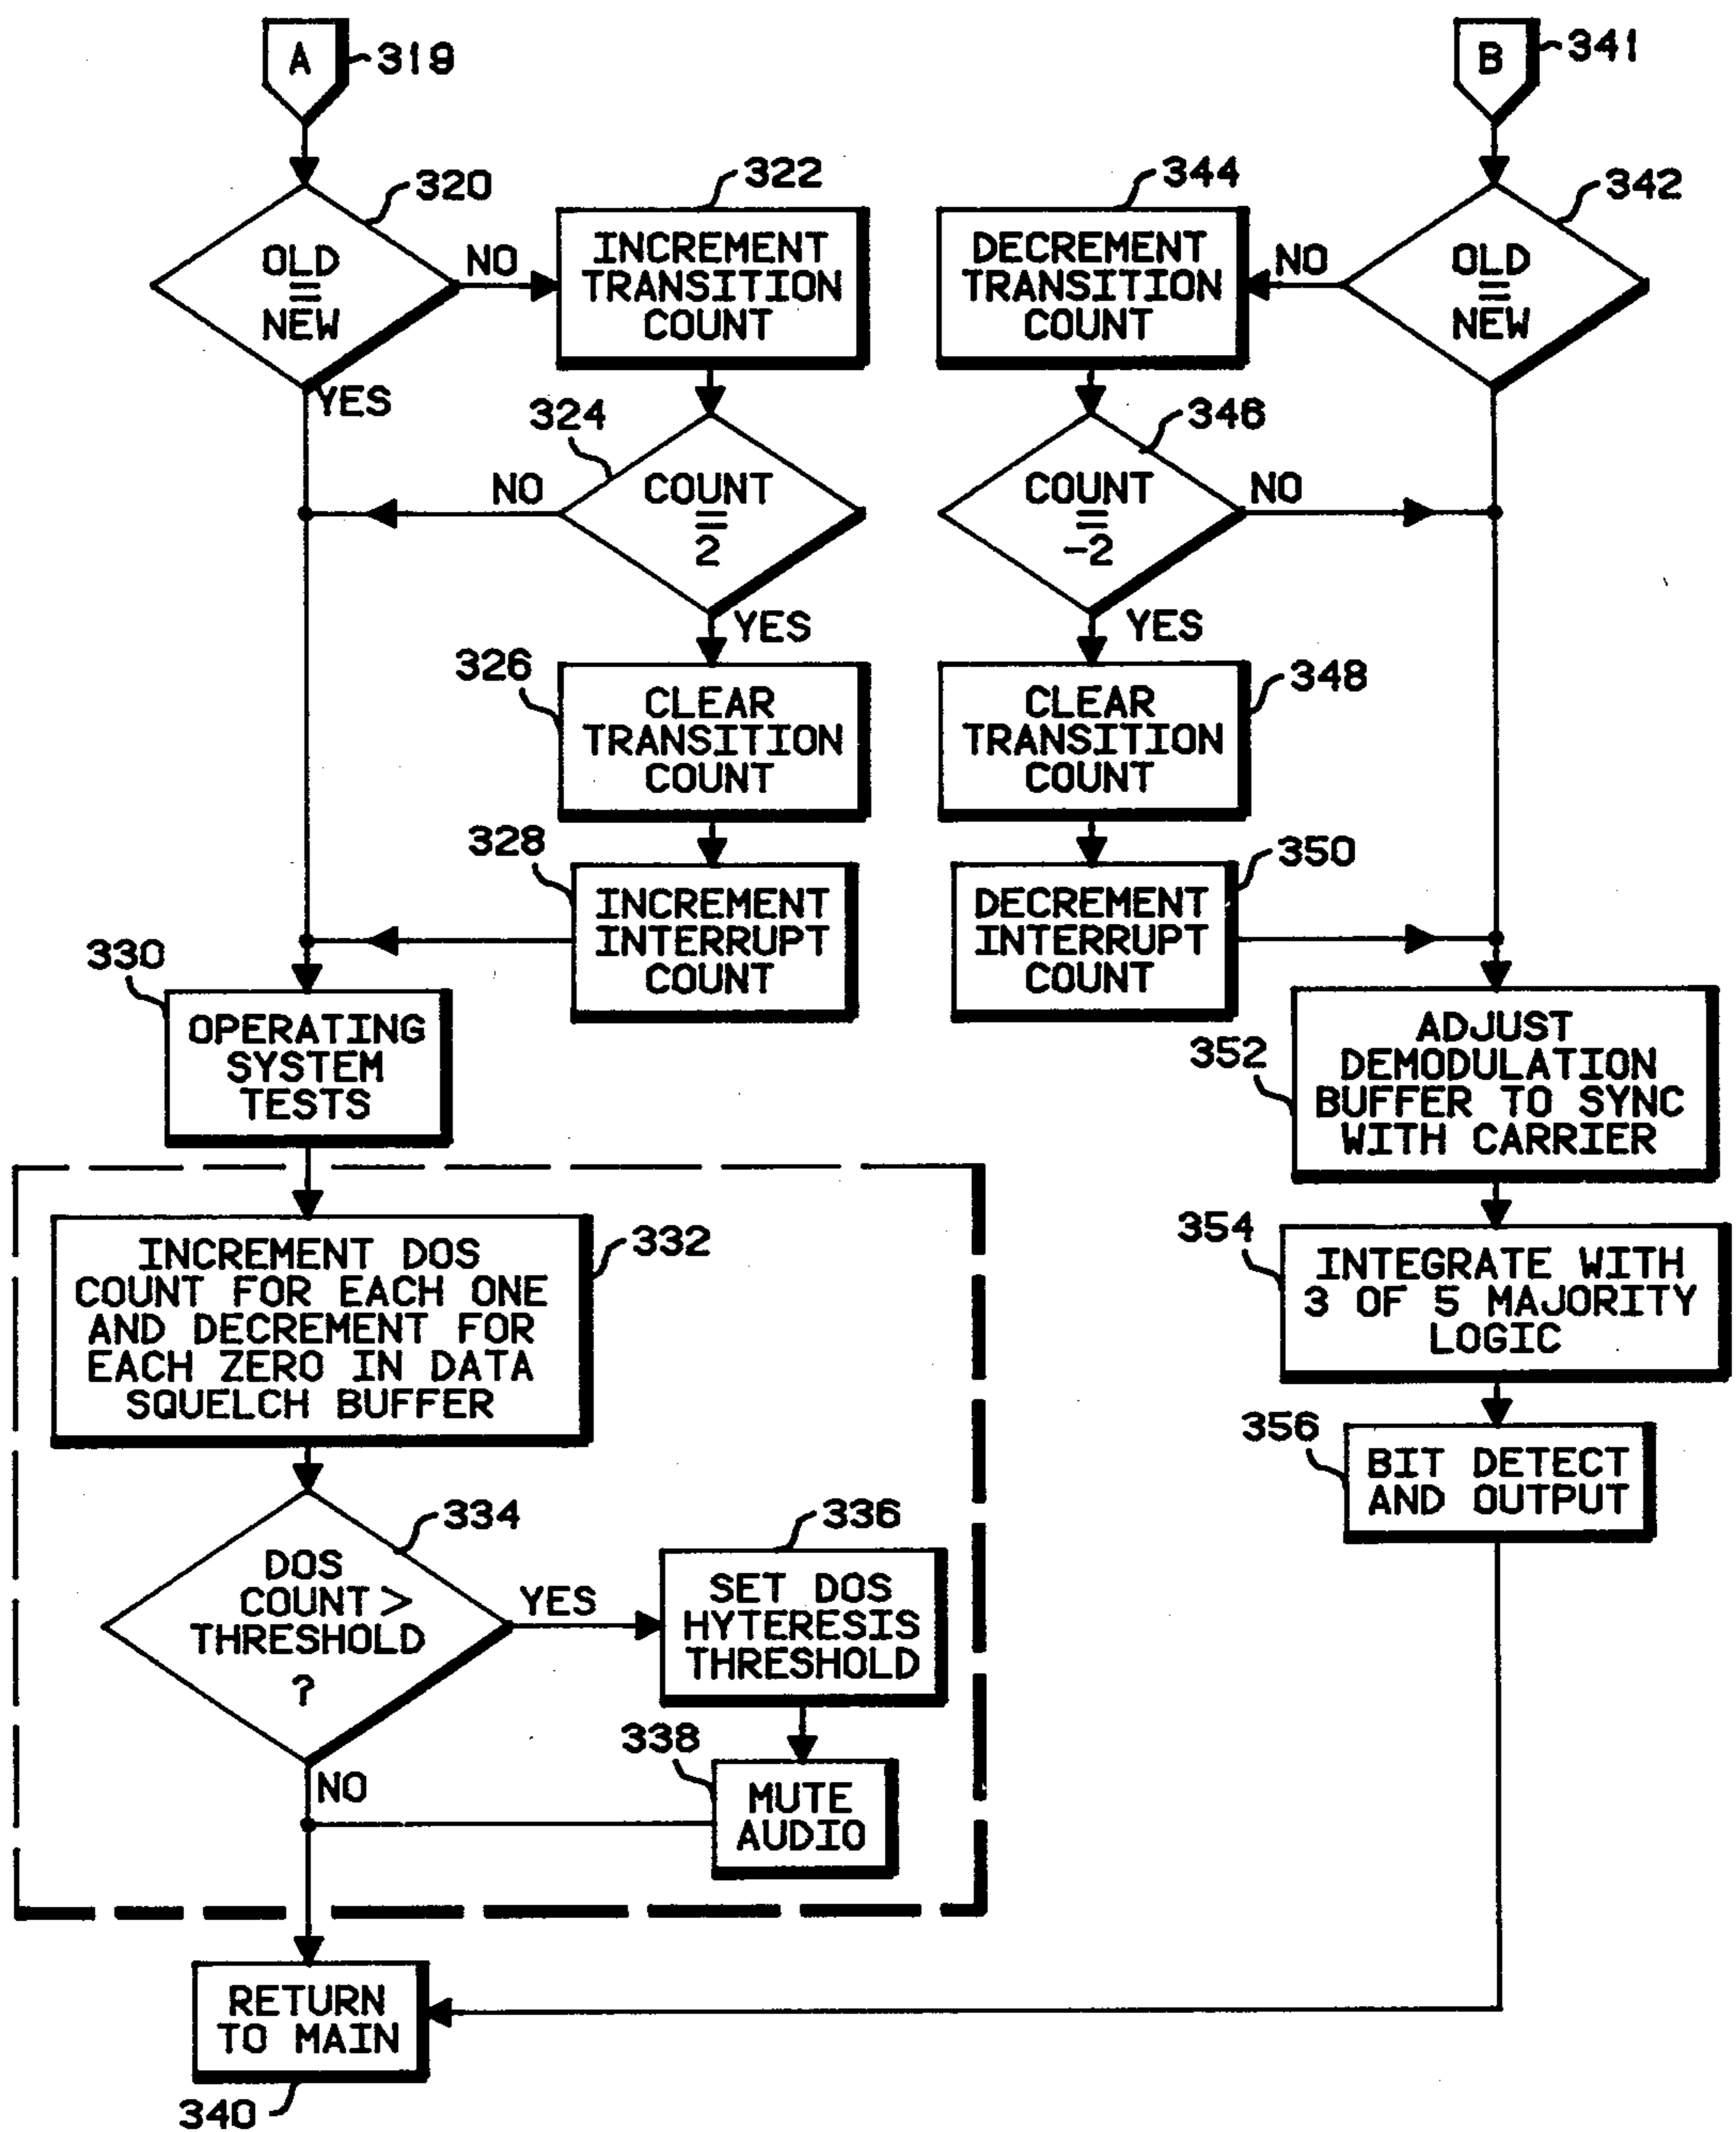 A
319
320
OLD
=
NEW
NO
YES
322
INCREMENT
TRANSITION
COUNT
324
COUNT
=
2
NO
YES
326
CLEAR
TRANSITION
COUNT
328
INCREMENT
INTERRUPT
COUNT
330
OPERATING
SYSTEM
TESTS
332
INCREMENT DOS
COUNT FOR EACH ONE
AND DECREMENT FOR
EACH ZERO IN DATA
SQUELCH BUFFER
334
DOS
COUNT >
THRESHOLD
?
YES
NO
336
SET DOS
HYTERESIS
THRESHOLD
338
MUTE
AUDIO
RETURN
TO MAIN
340
B
341
342
OLD
=
NEW
NO
344
DECREMENT
TRANSITION
COUNT
346
COUNT
=
-2
NO
YES
348
CLEAR
TRANSITION
COUNT
350
DECREMENT
INTERRUPT
COUNT
352
ADJUST
DEMODULATION
BUFFER TO SYNC
WITH CARRIER
354
INTEGRATE WITH
3 OF 5 MAJORITY
LOGIC
356
BIT DETECT
AND OUTPUT